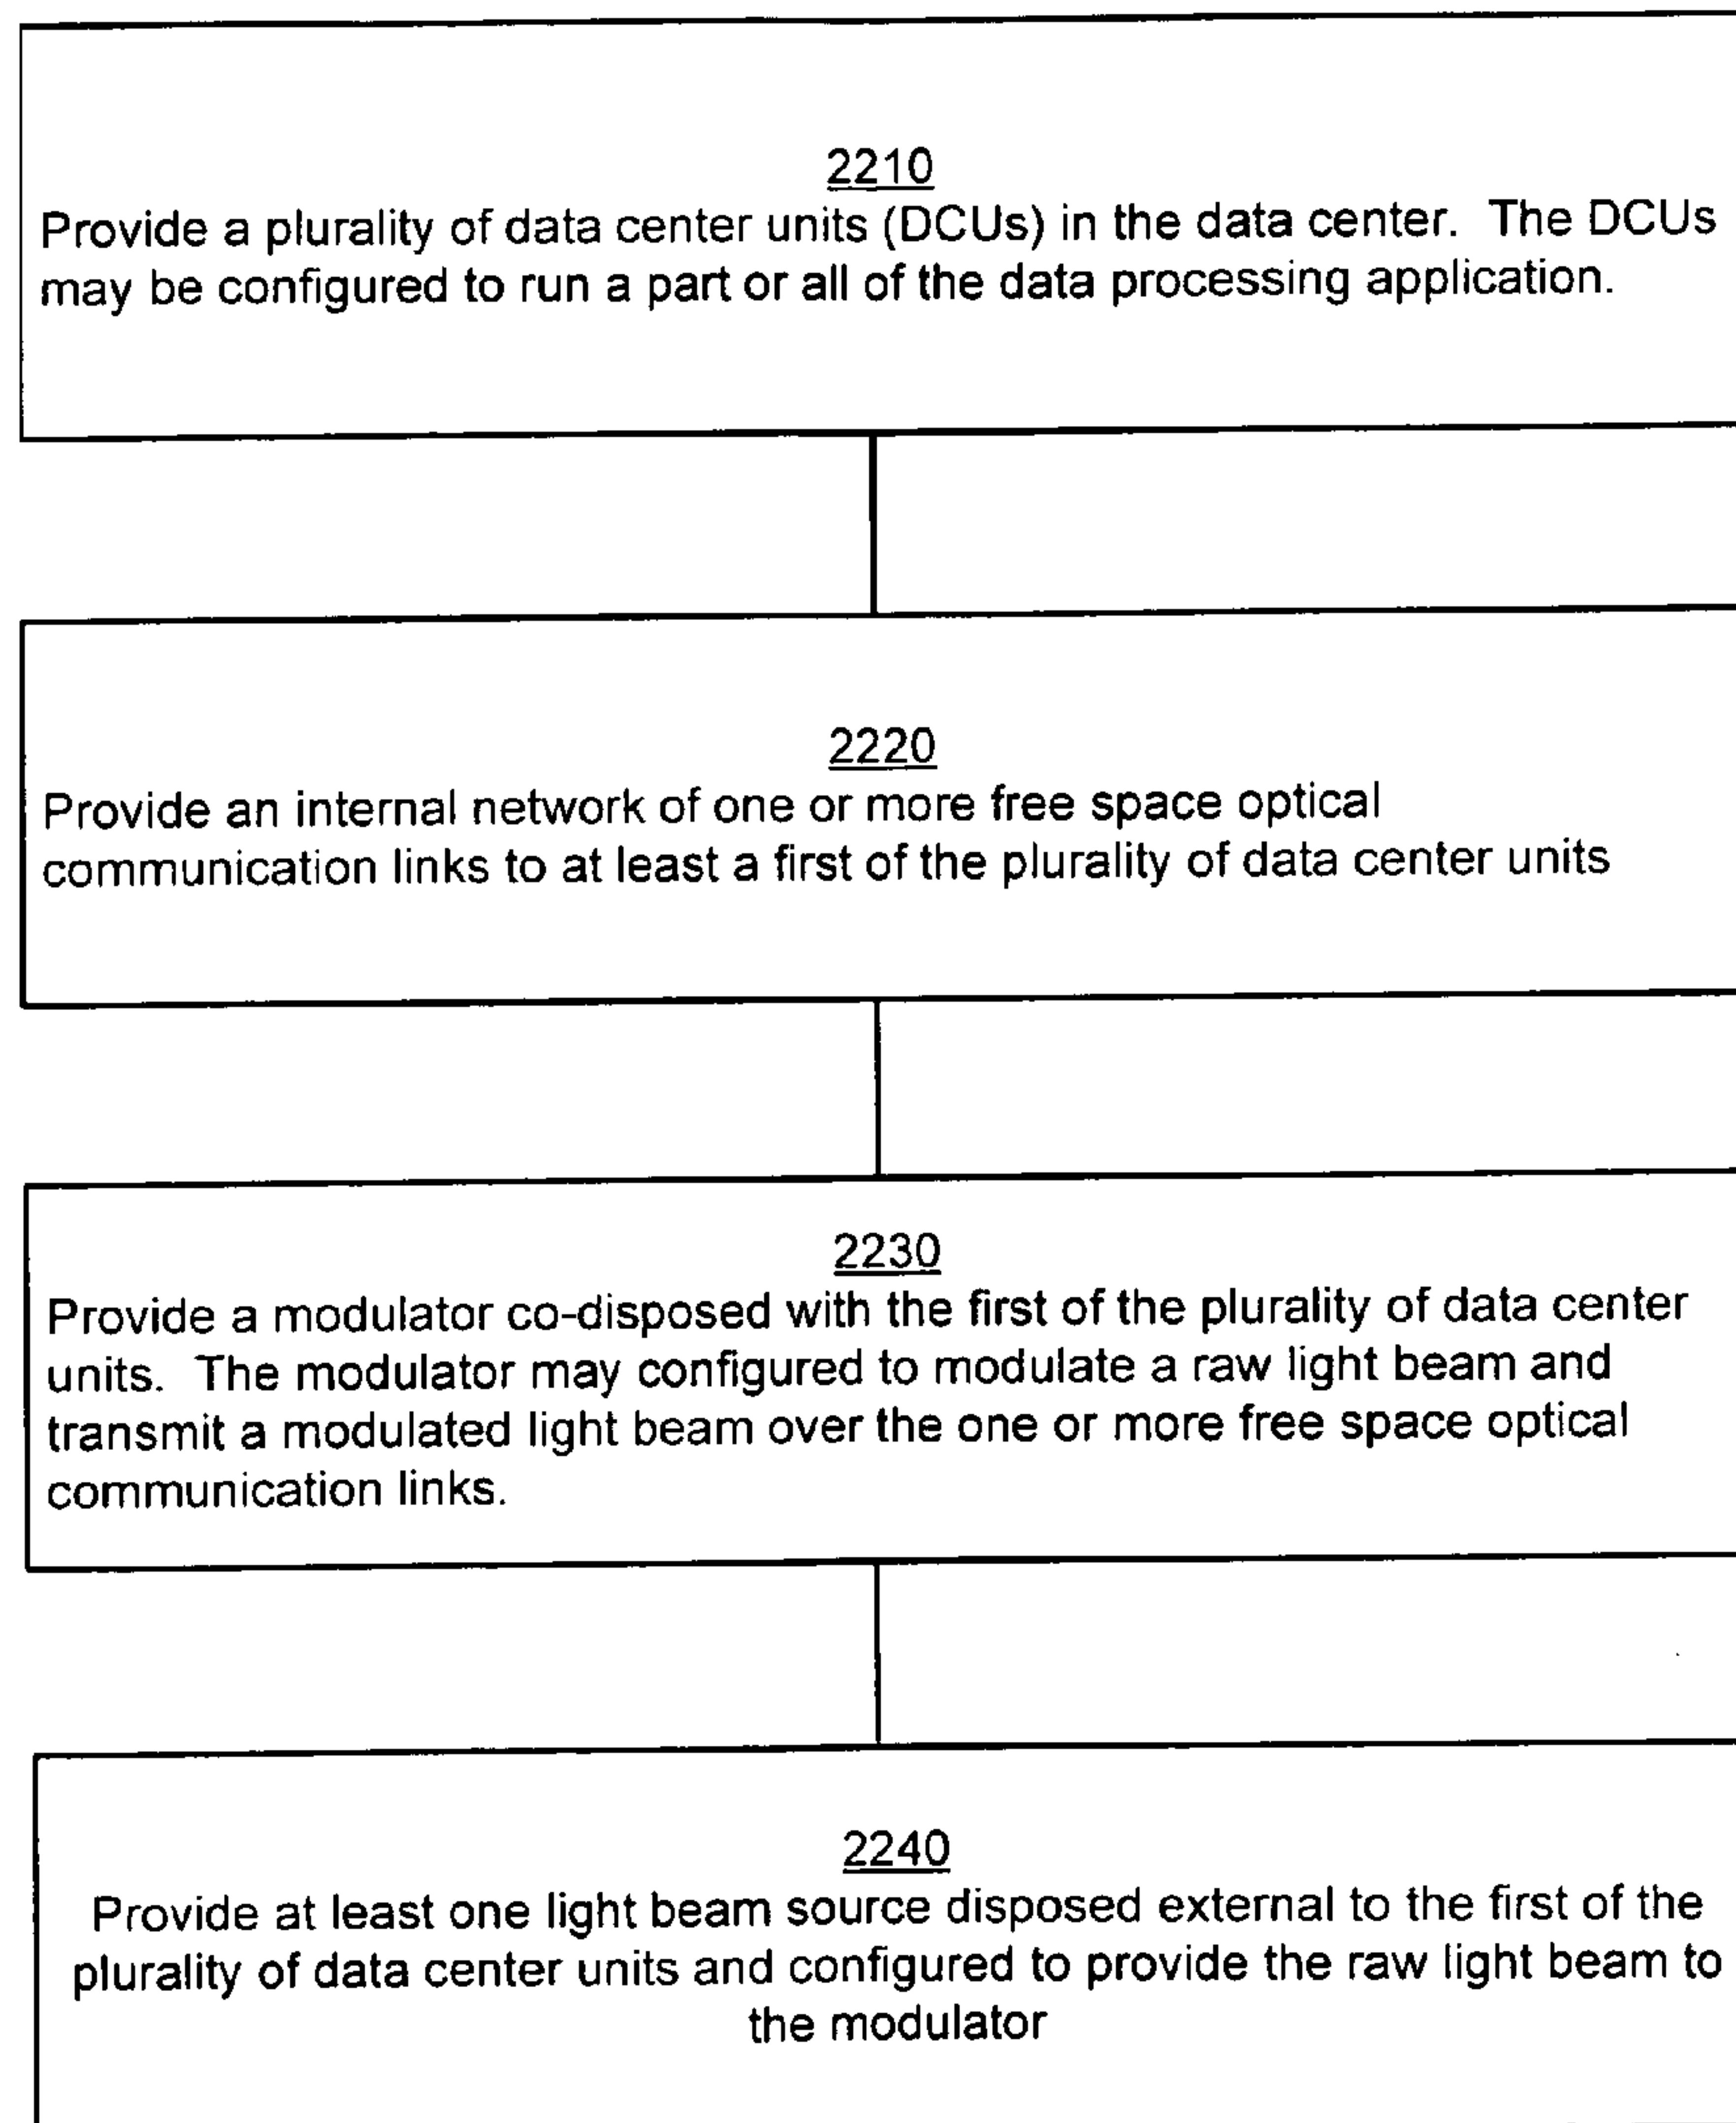 2210
Provide a plurality of data center units (DCUs) in the data center. The DCUs
may be configured to run a part or all of the data processing application.
2220
Provide an internal network of one or more free space optical
communication links to at least a first of the plurality of data center units
2230
Provide a modulator co-disposed with the first of the plurality of data center
units. The modulator may configured to modulate a raw light beam and
transmit a modulated light beam over the one or more free space optical
communication links.
2240
Provide at least one light beam source disposed external to the first of the
plurality of data center units and configured to provide the raw light beam to
the modulator